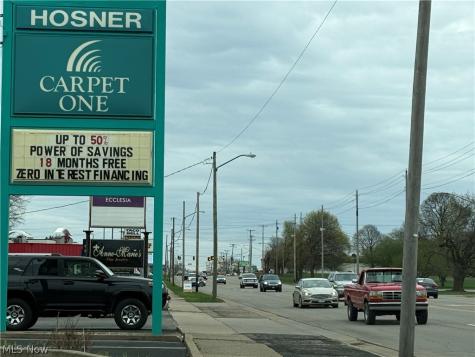 HOSNER
CARPET
ONE
UP TO 50%
POWER OF SAVINGS
18 MONTHS FREE
ZERO INTEREST FINANCING
ECCLESIA
Anne-Marie's
MLS Now